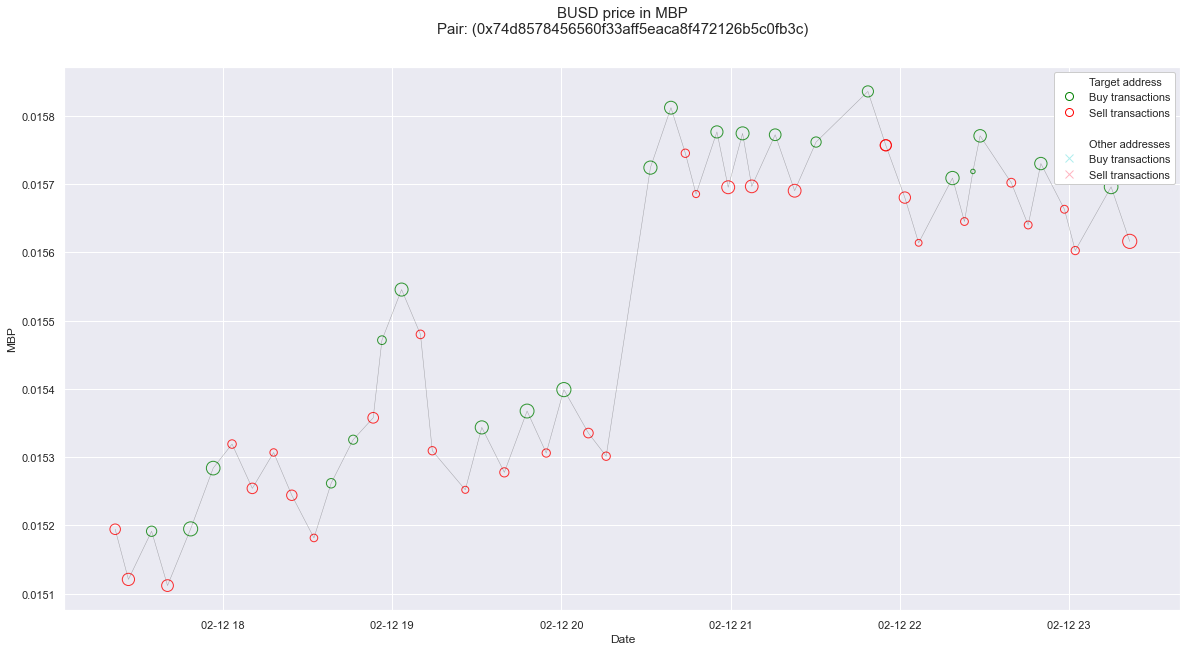 BUSD price in MBP
Pair: (0x74d8578456560f33aff5eaca8f472126b5c0fb3c)
Target address
Buy transactions
Sell transactions
Other addresses
Buy transactions
Sell transactions
0.0158
0.0157
0.0156
0.0155
0.0154
0.0153
0.0152
0.0151
MBP
02-12 18
02-12 19
02-12 20
02-12 21
02-12 22
02-12 23
Date